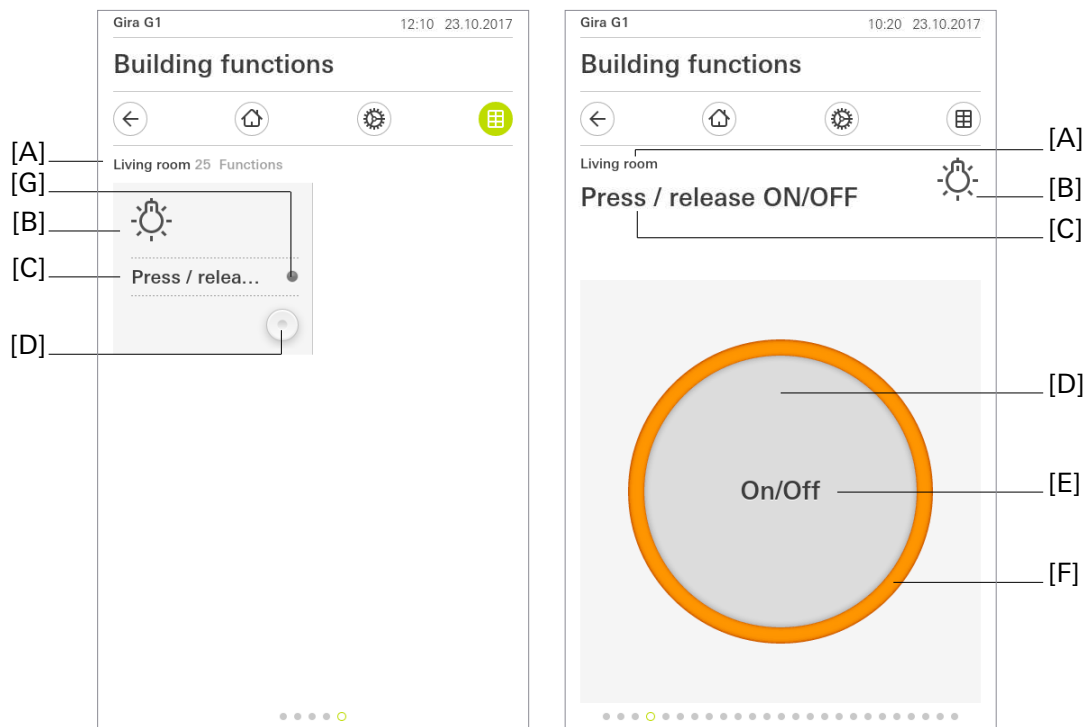 Gira G1 12:10 23.10.2017
Building functions
[A] Living room 25 Functions
[G]
[B]
[C] Press / relea...
[D]
Gira G1 10:20 23.10.2017
Building functions
Living room [A]
Press / release ON/OFF [B]
[C]
[D]
On/Off [E]
[F]